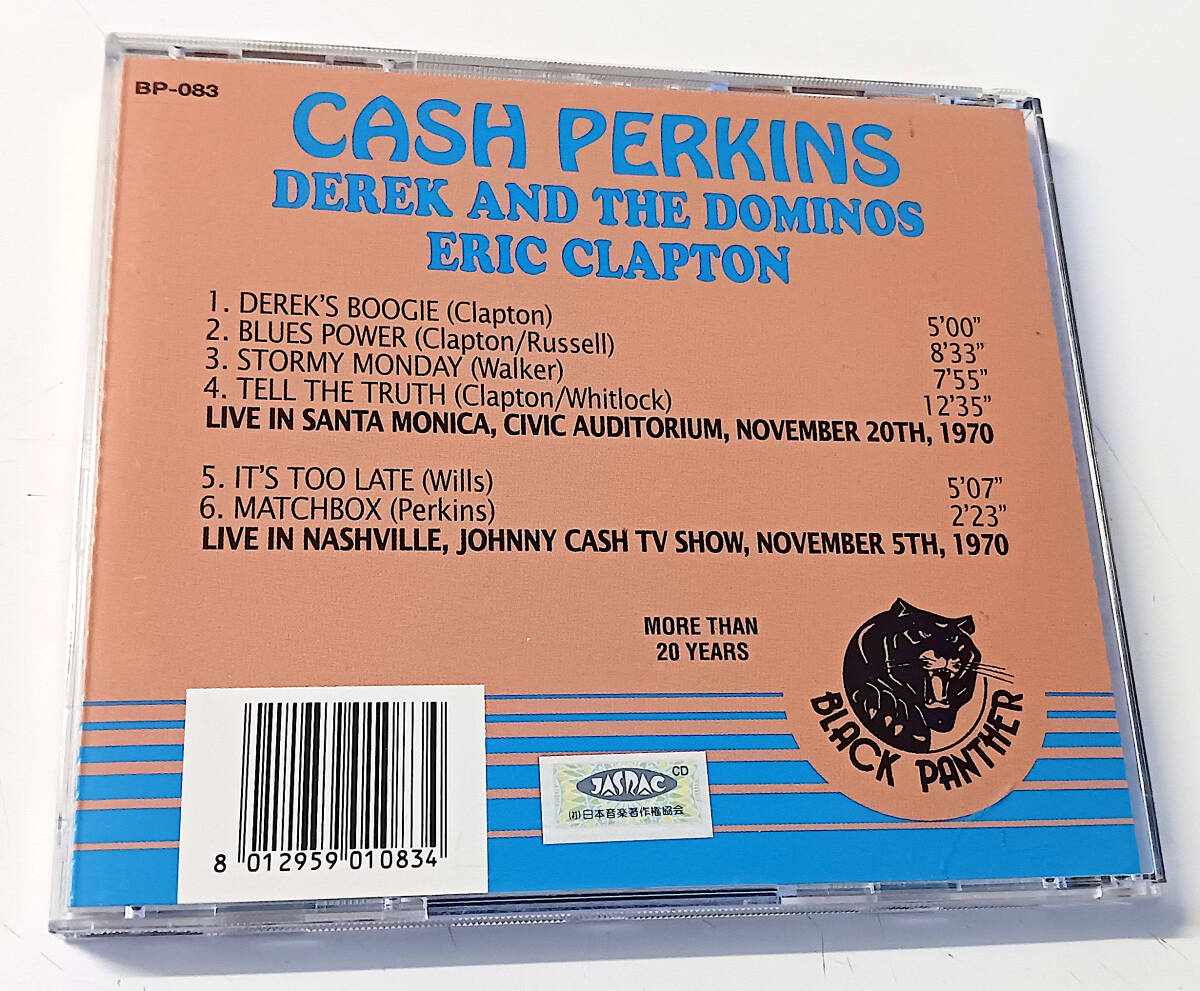 BP-083
CASH PERKINS
DEREK AND THE DOMINOS
ERIC CLAPTON
1. DEREK'S BOOGIE (Clapton) 5'00"
2. BLUES POWER (Clapton/Russell) 8'33"
3. STORMY MONDAY (Walker) 7'55"
4. TELL THE TRUTH (Clapton/Whitlock) 12'35"
LIVE IN SANTA MONICA, CIVIC AUDITORIUM, NOVEMBER 20TH, 1970
5. IT'S TOO LATE (Wills) 5'07"
6. MATCHBOX (Perkins) 2'23"
LIVE IN NASHVILLE, JOHNNY CASH TV SHOW, NOVEMBER 5TH, 1970
MORE THAN
20 YEARS
BLACK PANTHER
JASRAC CD
(社)日本音楽著作権協会
8 012959 010834